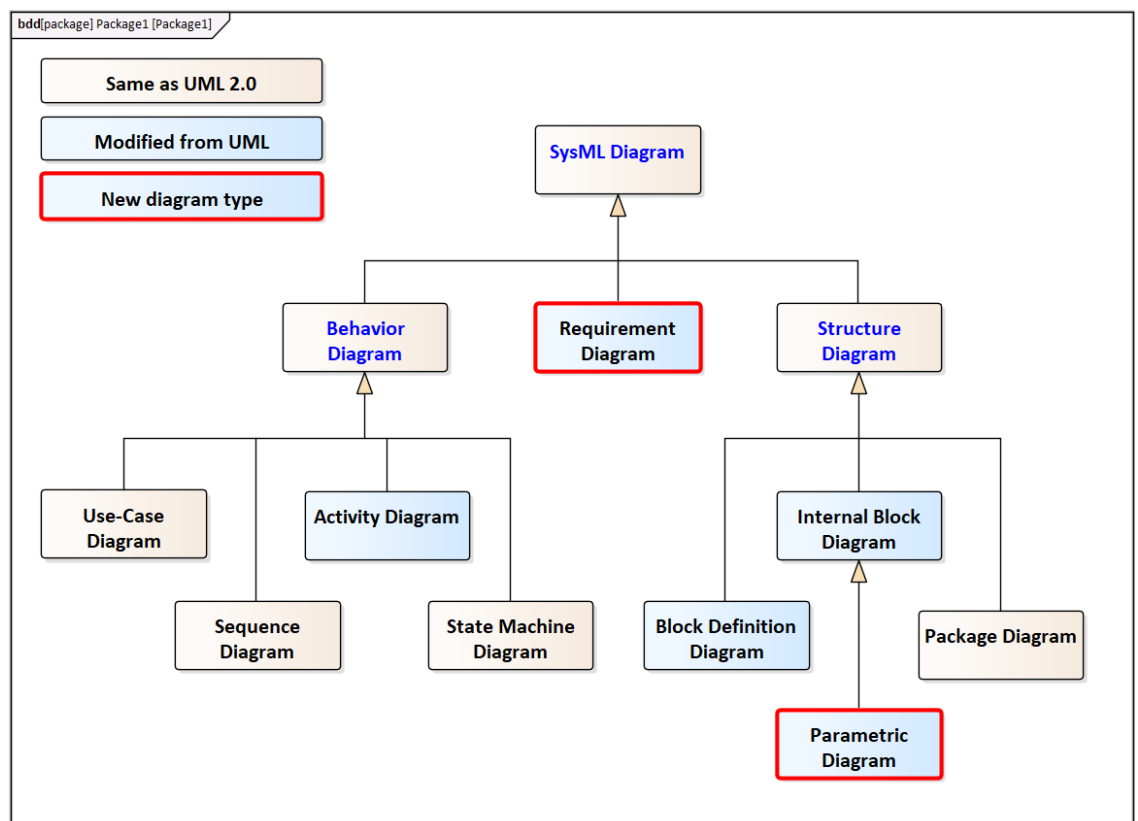 bdd[package] Package1 [Package1]
Same as UML 2.0
Modified from UML
New diagram type
SysML Diagram
Behavior
Diagram
Requirement
Diagram
Structure
Diagram
Use-Case
Diagram
Activity Diagram
Internal Block
Diagram
Sequence
Diagram
State Machine
Diagram
Block Definition
Diagram
Package Diagram
Parametric
Diagram